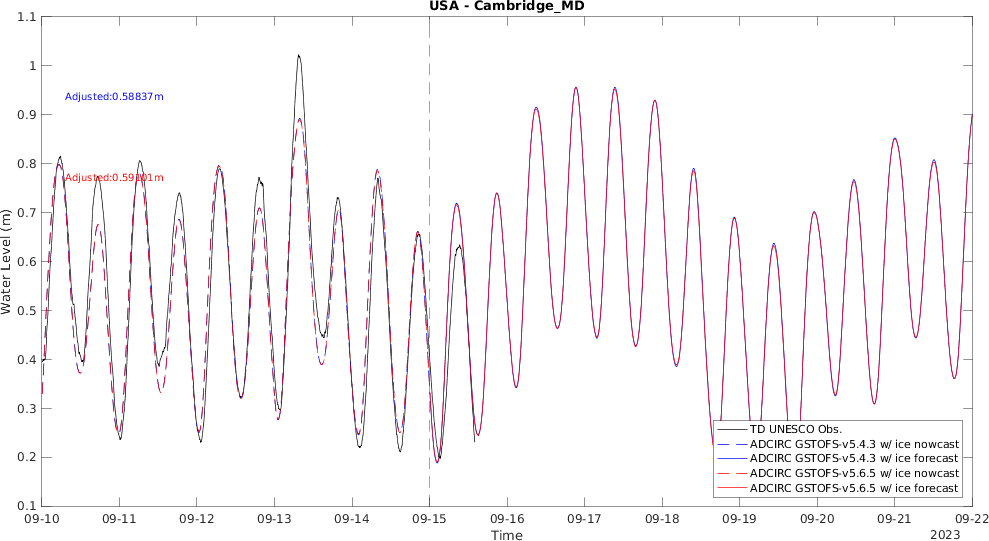 USA - Cambridge_MD
1.1
1
0.9
0.8
0.7
0.6
0.5
0.4
0.3
0.2
0.1
Water Level (m)
Adjusted:0.58837m
Adjusted:0.59101m
TD UNESCO Obs.
ADCIRC GSTOFS-v5.4.3 w/ ice nowcast
ADCIRC GSTOFS-v5.4.3 w/ ice forecast
ADCIRC GSTOFS-v5.6.5 w/ ice nowcast
ADCIRC GSTOFS-v5.6.5 w/ ice forecast
09-10 09-11 09-12 09-13 09-14 09-15 09-16 09-17 09-18 09-19 09-20 09-21 09-22
Time
2023